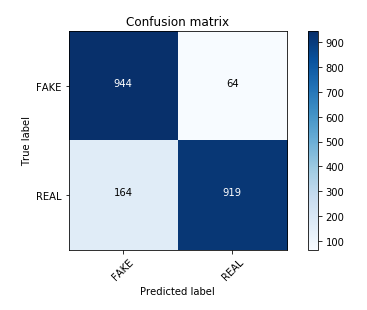 Confusion matrix
900
FAKE
944
64
800
700
600
True label
500
400
REAL
164
919
300
200
100
FAKE
REAL
Predicted label